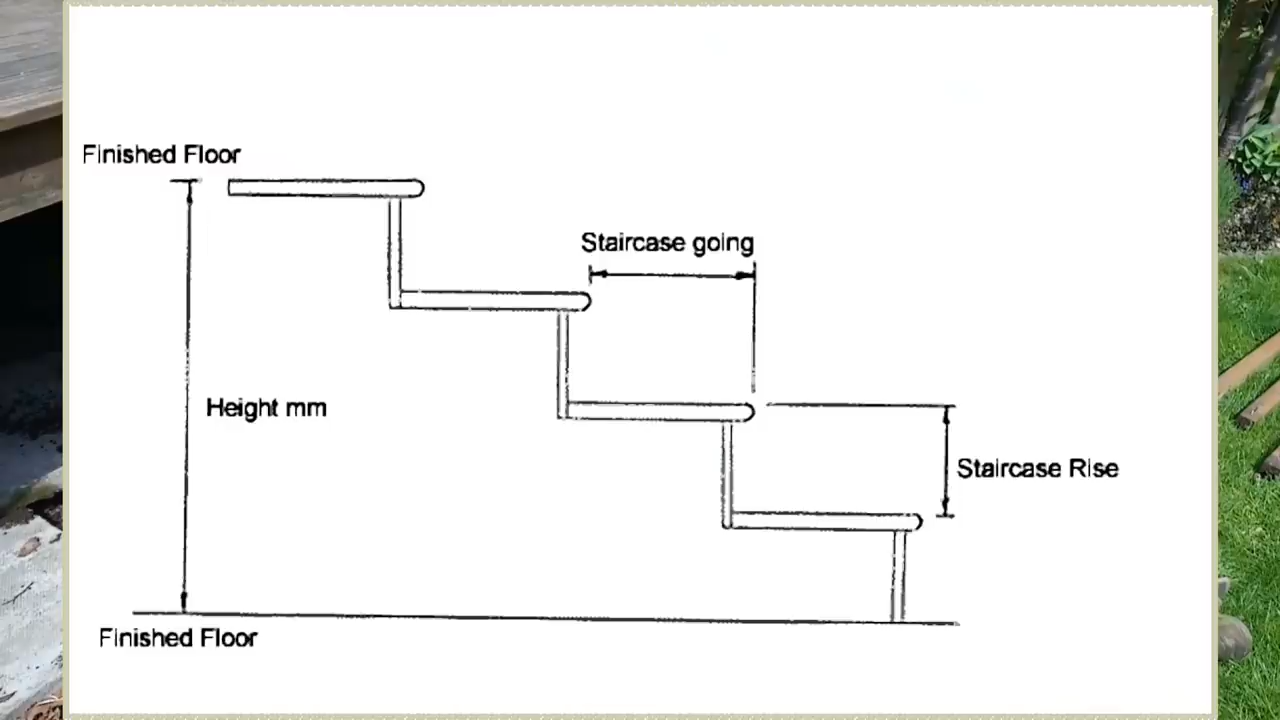 Finished Floor
Staircase going
Height mm
Staircase Rise
Finished Floor